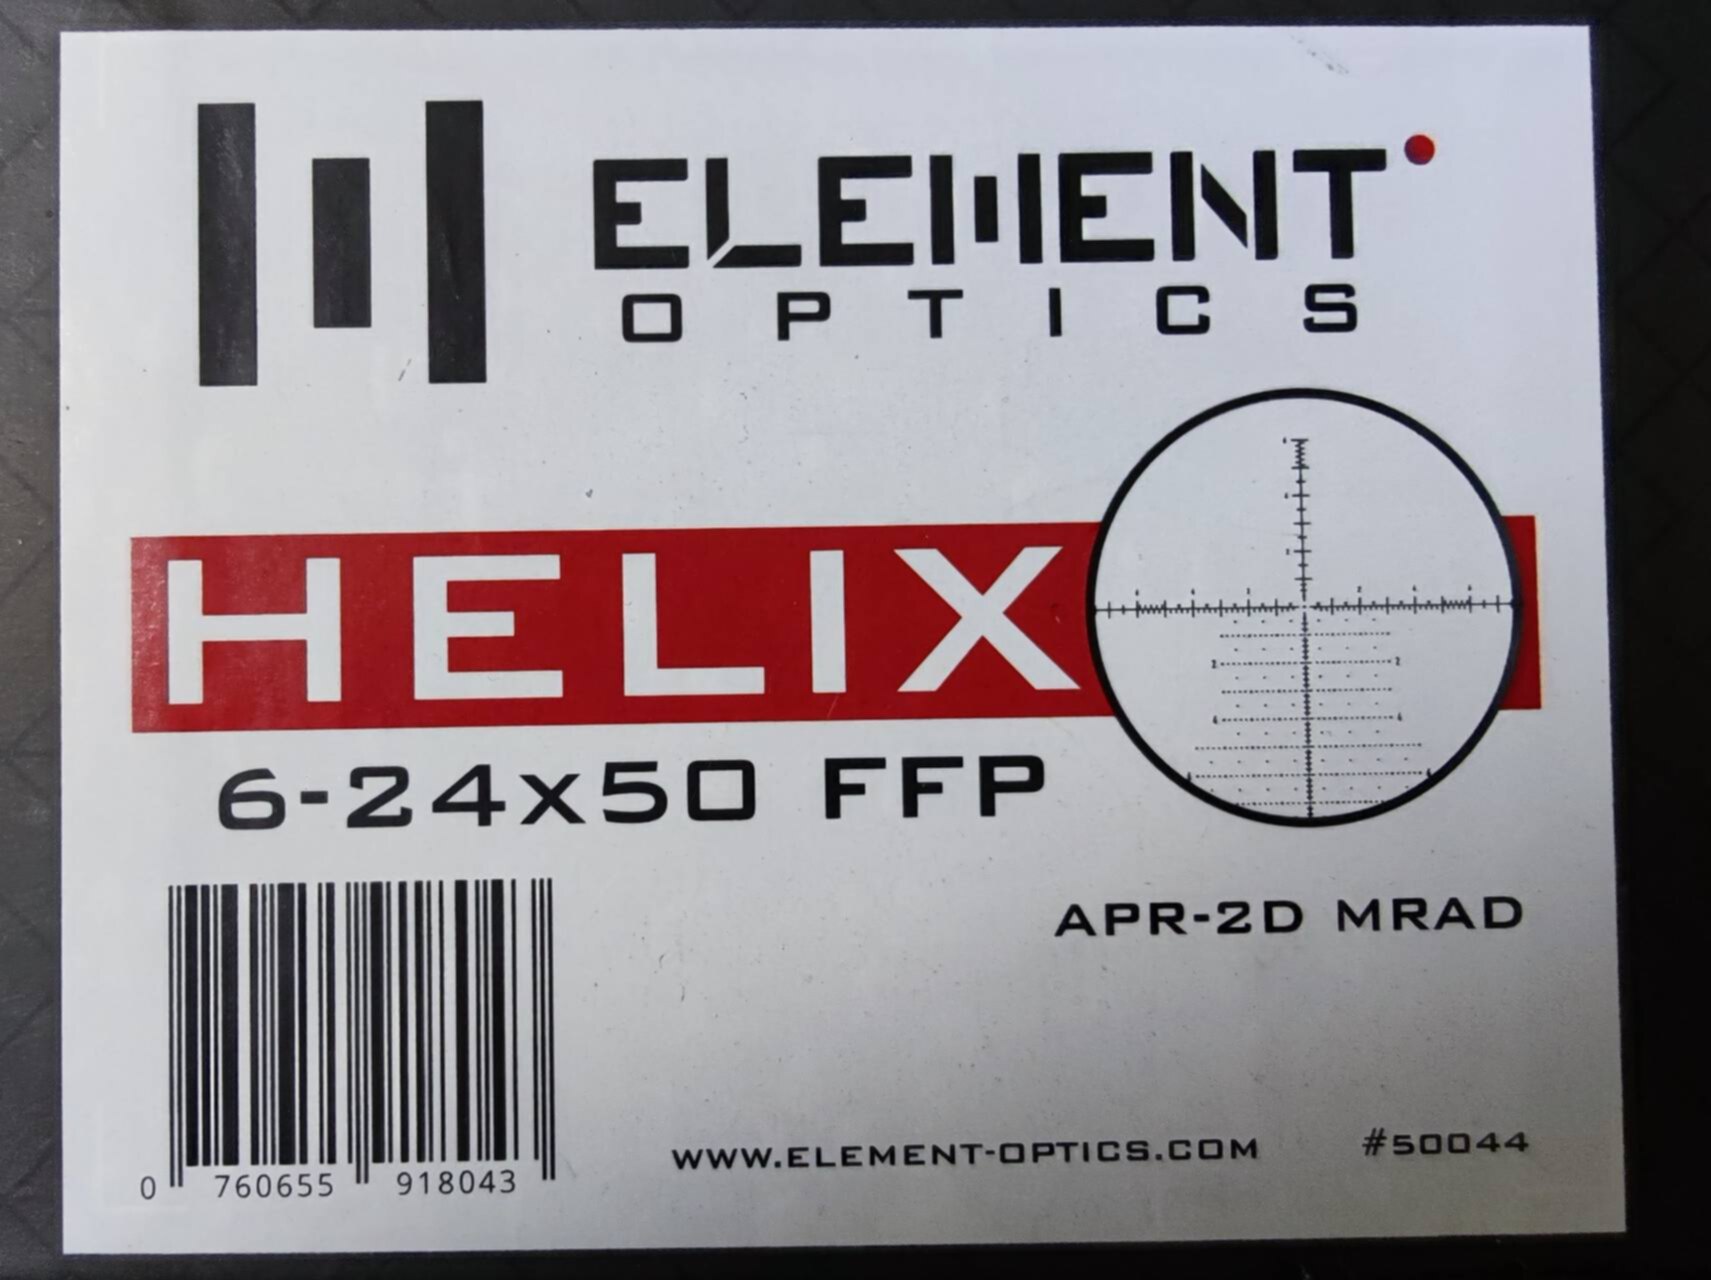 ELEMENT
OPTICS
HELIX
6-24x50 FFP
APR-2D MRAD
WWW.ELEMENT-OPTICS.COM #50044
0 760655 918043